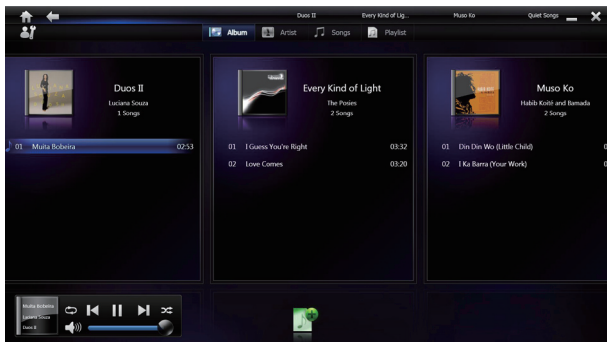 Duos II
Every Kind of Lig...
Muso Ko
Quiet Songs
Album
Artist
Songs
Playlist
Duos II
Luciana Souza
1 Songs
01 Muita Bobeira 02:53
Every Kind of Light
The Posies
2 Songs
01 I Guess You're Right 03:32
02 Love Comes 03:20
Muso Ko
Habib Koité and Bamada
2 Songs
01 Din Din Wo (Little Child) 0
02 I Ka Barra (Your Work) 0
Muita Bobeira
Luciana Souza
Duos II